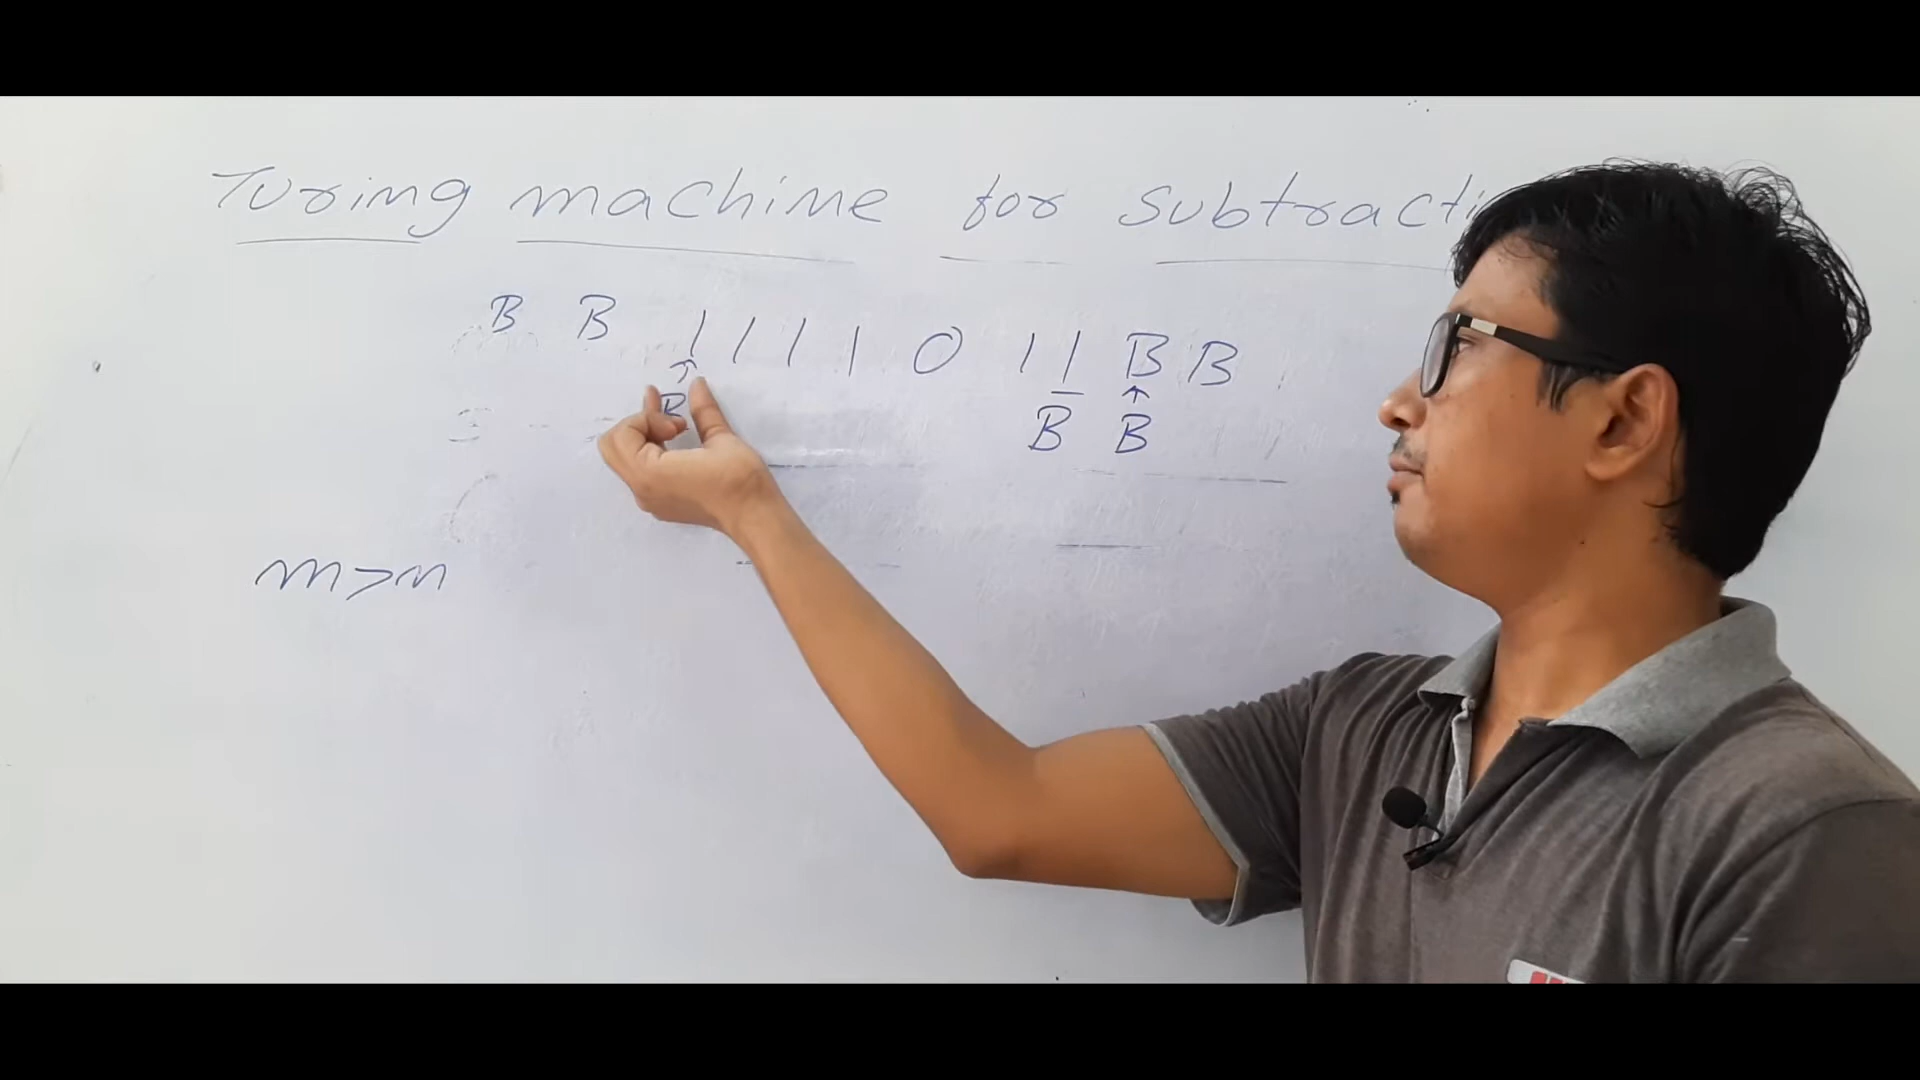 Turing machine for subtracti
B B 1 1 1 1 0 1 1 B B
B B B
m>n